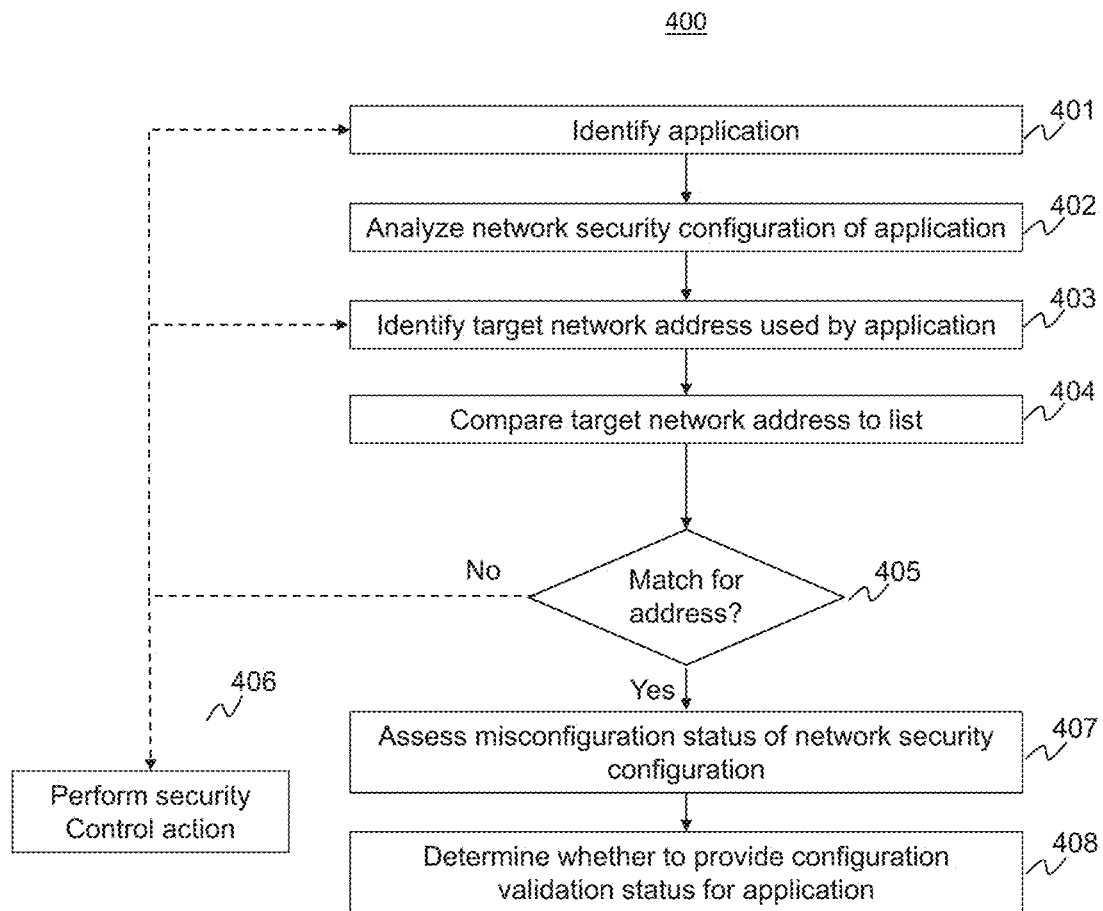 400
401
Identify application
402
Analyze network security configuration of application
403
Identify target network address used by application
404
Compare target network address to list
No
Match for
address?
405
Yes
406
407
Assess misconfiguration status of network security
configuration
Perform security
Control action
408
Determine whether to provide configuration
validation status for application